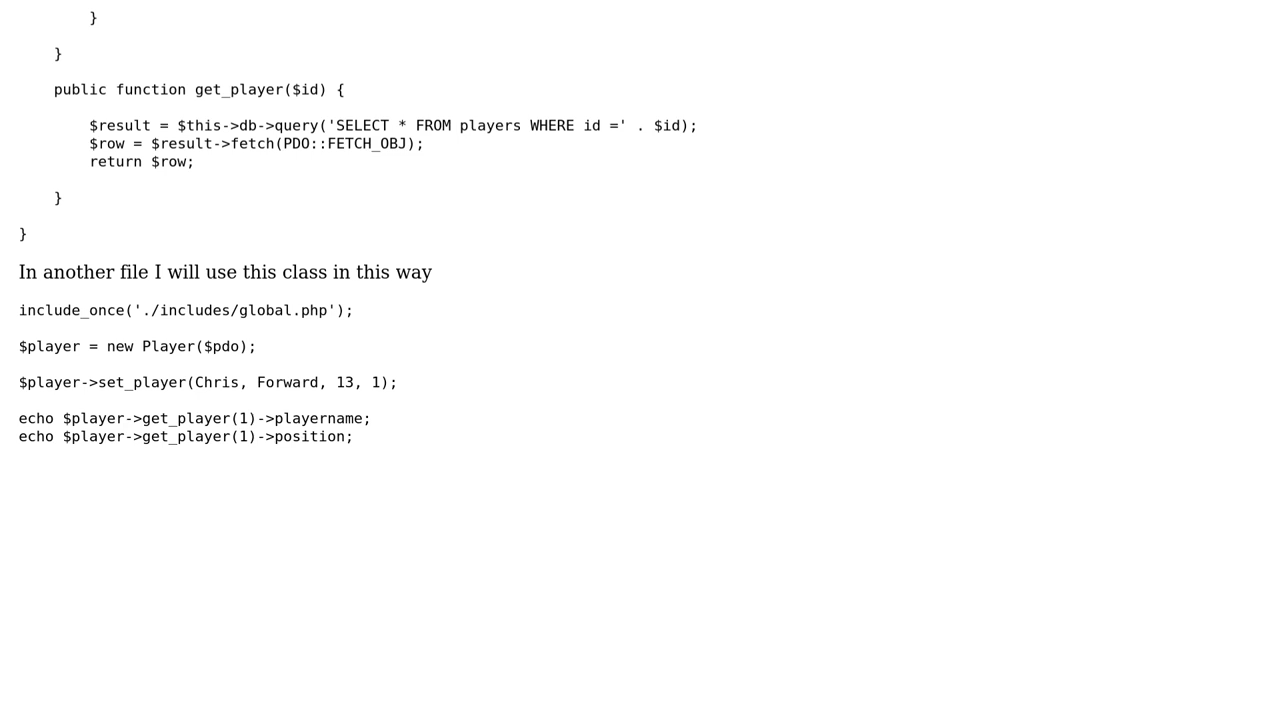 }
}
public function get_player($id) {
$result = $this->db->query('SELECT * FROM players WHERE id =' . $id);
$row = $result->fetch(PDO::FETCH_OBJ);
return $row;
}
}
In another file I will use this class in this way
include_once('./includes/global.php');
$player = new Player($pdo);
$player->set_player(Chris, Forward, 13, 1);
echo $player->get_player(1)->playername;
echo $player->get_player(1)->position;